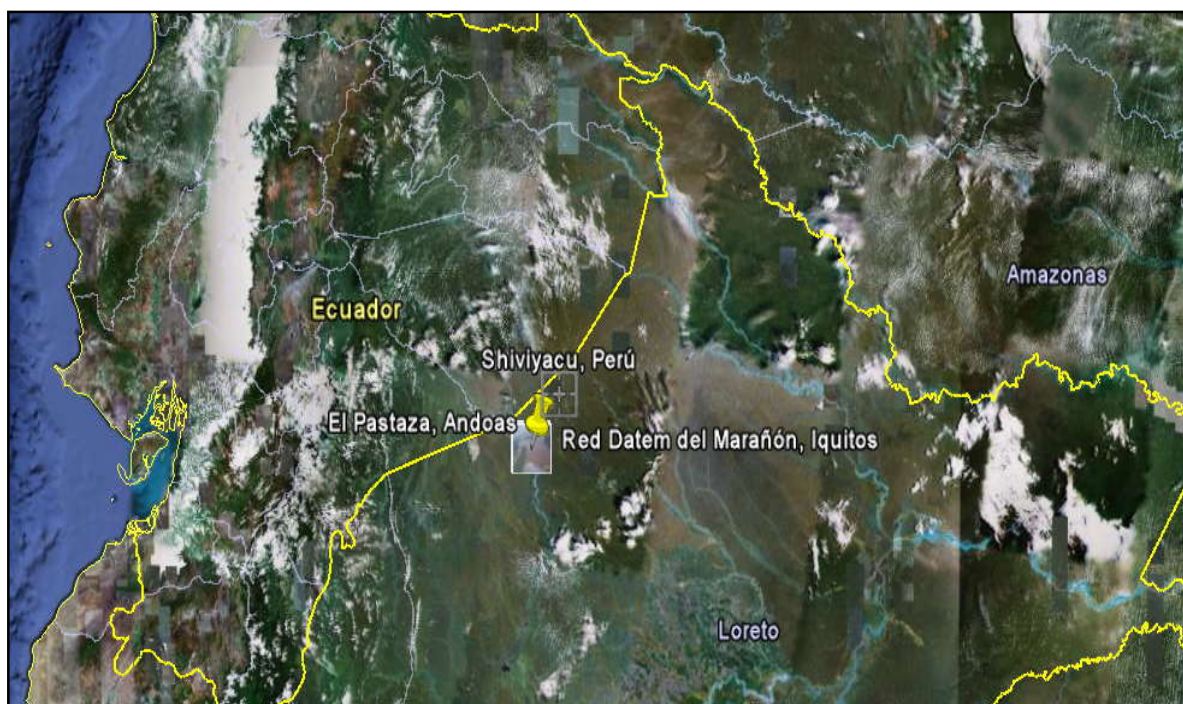 Amazonas
Ecuador
Shiviyacu, Perú
El Pastaza, Andoas
Red Datem del Marañón, Iquitos
Loreto